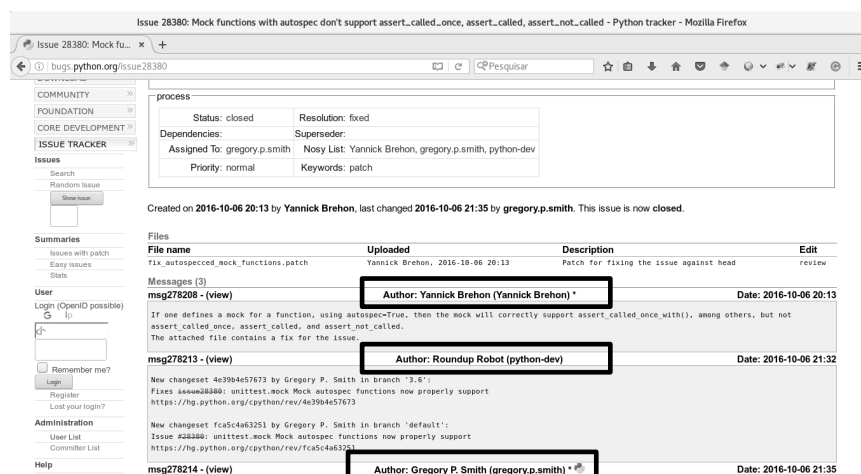 Issue 28380: Mock functions with autospec don't support assert_called_once, assert_called, assert_not_called - Python tracker - Mozilla Firefox
Issue 28380: Mock fu... × +
bugs.python.org/issue28380 Pesquisar
COMMUNITY »
FOUNDATION »
CORE DEVELOPMENT »
ISSUE TRACKER »
Issues
Search
Random Issue
Show issue:
Summaries
Issues with patch
Easy issues
Stats
User
Login (OpenID possible)
Remember me?
Login
Register
Lost your login?
Administration
User List
Committer List
Help
process
Status: closed Resolution: fixed
Dependencies: Superseder:
Assigned To: gregory.p.smith Nosy List: Yannick Brehon, gregory.p.smith, python-dev
Priority: normal Keywords: patch
Created on 2016-10-06 20:13 by Yannick Brehon, last changed 2016-10-06 21:35 by gregory.p.smith. This issue is now closed.
Files
File name Uploaded Description Edit
fix_autospecced_mock_functions.patch Yannick Brehon, 2016-10-06 20:13 Patch for fixing the issue against head review
Messages (3)
msg278208 - (view) Author: Yannick Brehon (Yannick Brehon) * Date: 2016-10-06 20:13
If one defines a mock for a function, using autospec=True, then the mock will correctly support assert_called_once_with(), among others, but not
assert_called_once, assert_called, and assert_not_called.
The attached file contains a fix for the issue.
msg278213 - (view) Author: Roundup Robot (python-dev) Date: 2016-10-06 21:32
New changeset 4e39b4e57673 by Gregory P. Smith in branch '3.6':
Fixes issue28380: unittest.mock Mock autospec functions now properly support
https://hg.python.org/cpython/rev/4e39b4e57673
New changeset fca5c4a63251 by Gregory P. Smith in branch 'default':
Issue #28380: unittest.mock Mock autospec functions now properly support
https://hg.python.org/cpython/rev/fca5c4a63251
msg278214 - (view) Author: Gregory P. Smith (gregory.p.smith) * Date: 2016-10-06 21:35